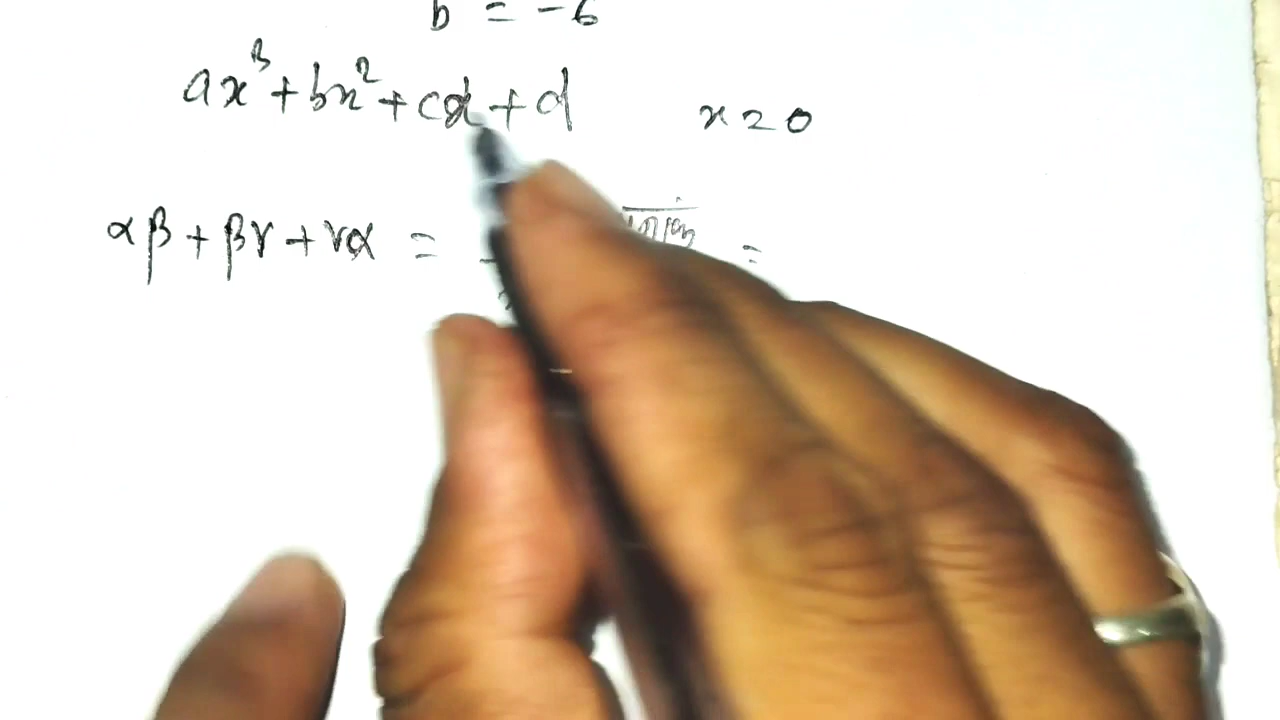 b = -6
ax³ + bx² + cx + d x = 0
αβ + βγ + γα = =